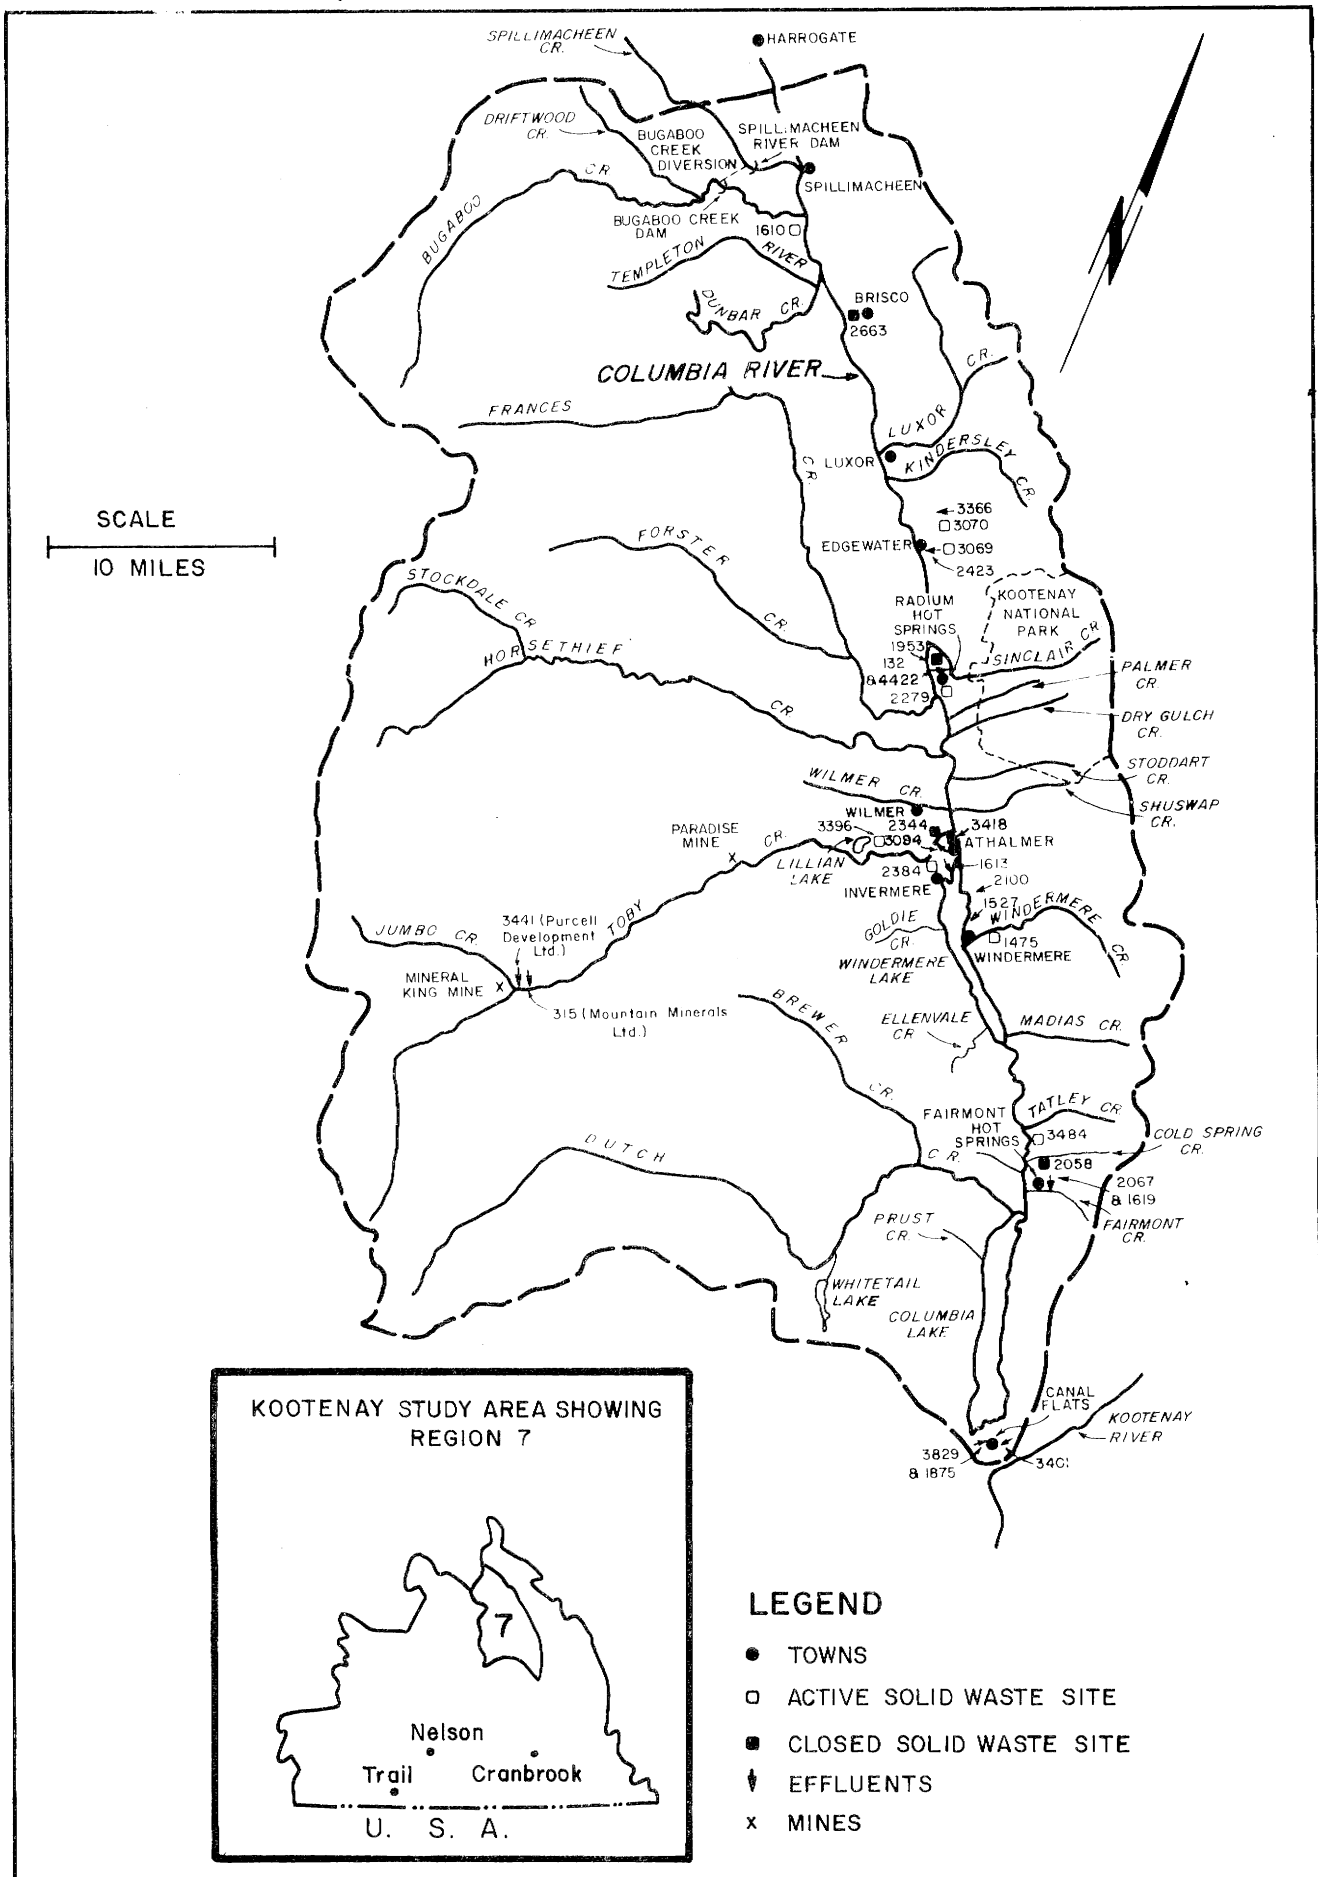 SPILLIMACHEEN
CR.
HARROGATE
DRIFTWOOD
CR.
BUGABOO
CREEK
DIVERSION
SPILLIMACHEEN
RIVER DAM
SPILLIMACHEEN
BUGABOO CR
BUGABOO CREEK
DAM
1610
TEMPLETON RIVER
DUNBAR CR.
BRISCO
2663
COLUMBIA RIVER
FRANCES CR.
LUXOR CR.
LUXOR
KINDERSLEY CR.
SCALE
10 MILES
3366
3070
EDGEWATER
3069
2423
FORSTER CR.
STOCKDALE CR
HORSETHIEF CR.
RADIUM
HOT
SPRINGS
KOOTENAY
NATIONAL
PARK
1953
132
& 4422
2279
SINCLAIR CR
PALMER
CR.
DRY GULCH
CR.
STODDART
CR.
SHUSWAP
CR.
WILMER CR.
WILMER
2344
3418
3396
3094
ATHALMER
PARADISE
MINE
LILLIAN
LAKE
2384
1613
INVERMERE
2100
1527
WINDERMERE CR.
1475
WINDERMERE
GOLDIE
CR.
WINDERMERE
LAKE
TOBY CR.
JUMBO CR.
3441 (Purcell
Development
Ltd.)
MINERAL
KING MINE
315 (Mountain Minerals
Ltd.)
BREWER CR.
ELLENVALE
CR
MADIAS CR.
TATLEY CR.
FAIRMONT
HOT
SPRINGS
3484
COLD SPRING
CR.
2058
2067
& 1619
FAIRMONT
CR.
DUTCH CR.
PRUST
CR.
WHITETAIL
LAKE
COLUMBIA
LAKE
CANAL
FLATS
KOOTENAY
RIVER
3829
& 1875
3401
KOOTENAY STUDY AREA SHOWING
REGION 7
7
Nelson
Trail
Cranbrook
U. S. A.
LEGEND
TOWNS
ACTIVE SOLID WASTE SITE
CLOSED SOLID WASTE SITE
EFFLUENTS
x MINES